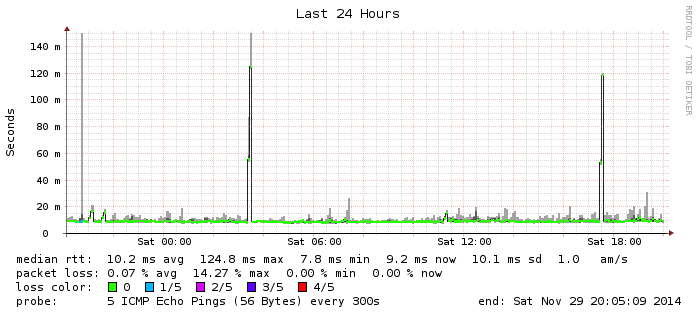 Last 24 Hours
RRDTOOL / TOBI OETIKER
Seconds
140 m
120 m
100 m
80 m
60 m
40 m
20 m
0
Sat 00:00 Sat 06:00 Sat 12:00 Sat 18:00
median rtt: 10.2 ms avg 124.8 ms max 7.8 ms min 9.2 ms now 10.1 ms sd 1.0 am/s
packet loss: 0.07 % avg 14.27 % max 0.00 % min 0.00 % now
loss color: 0 1/5 2/5 3/5 4/5
probe: 5 ICMP Echo Pings (56 Bytes) every 300s end: Sat Nov 29 20:05:09 2014